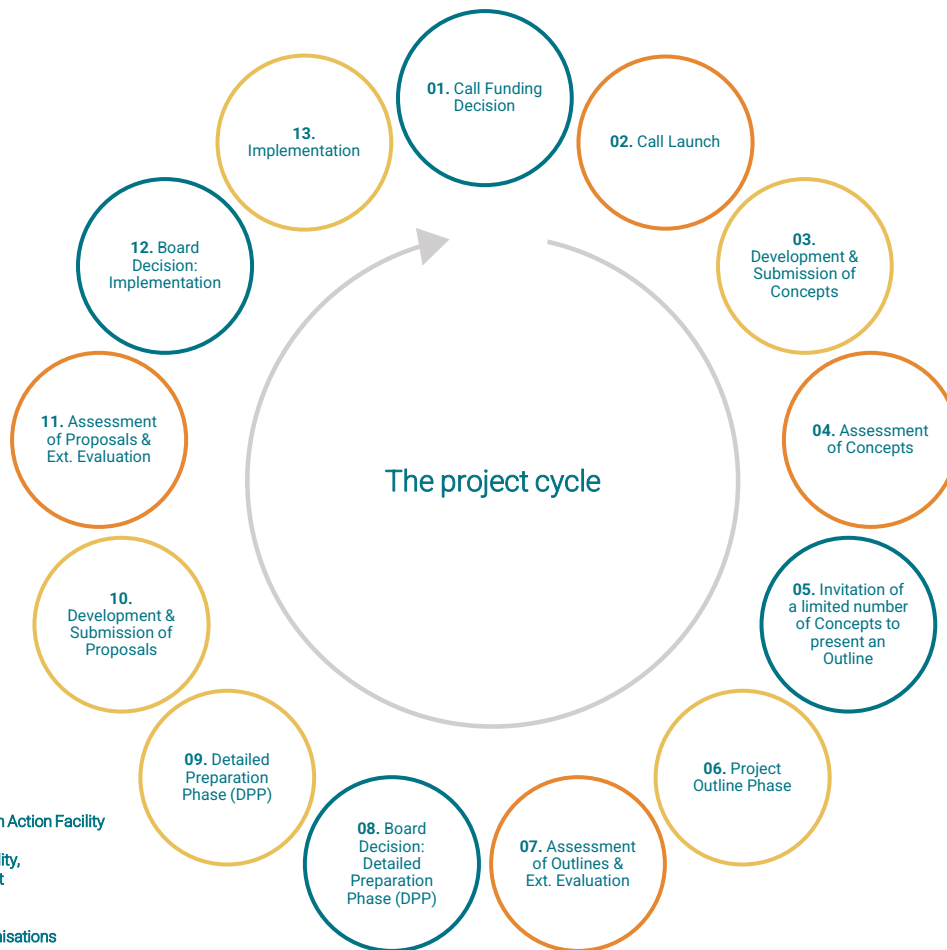 01. Call Funding
Decision
02. Call Launch
03.
Development &
Submission of
Concepts
04. Assessment
of Concepts
05. Invitation of
a limited number
of Concepts to
present an
Outline
06. Project
Outline Phase
07. Assessment
of Outlines &
Ext. Evaluation
08. Board
Decision:
Detailed
Preparation
Phase (DPP)
09. Detailed
Preparation
Phase (DPP)
10.
Development &
Submission of
Proposals
11. Assessment
of Proposals &
Ext. Evaluation
12. Board
Decision:
Implementation
13.
Implementation
The project cycle
Action Facility